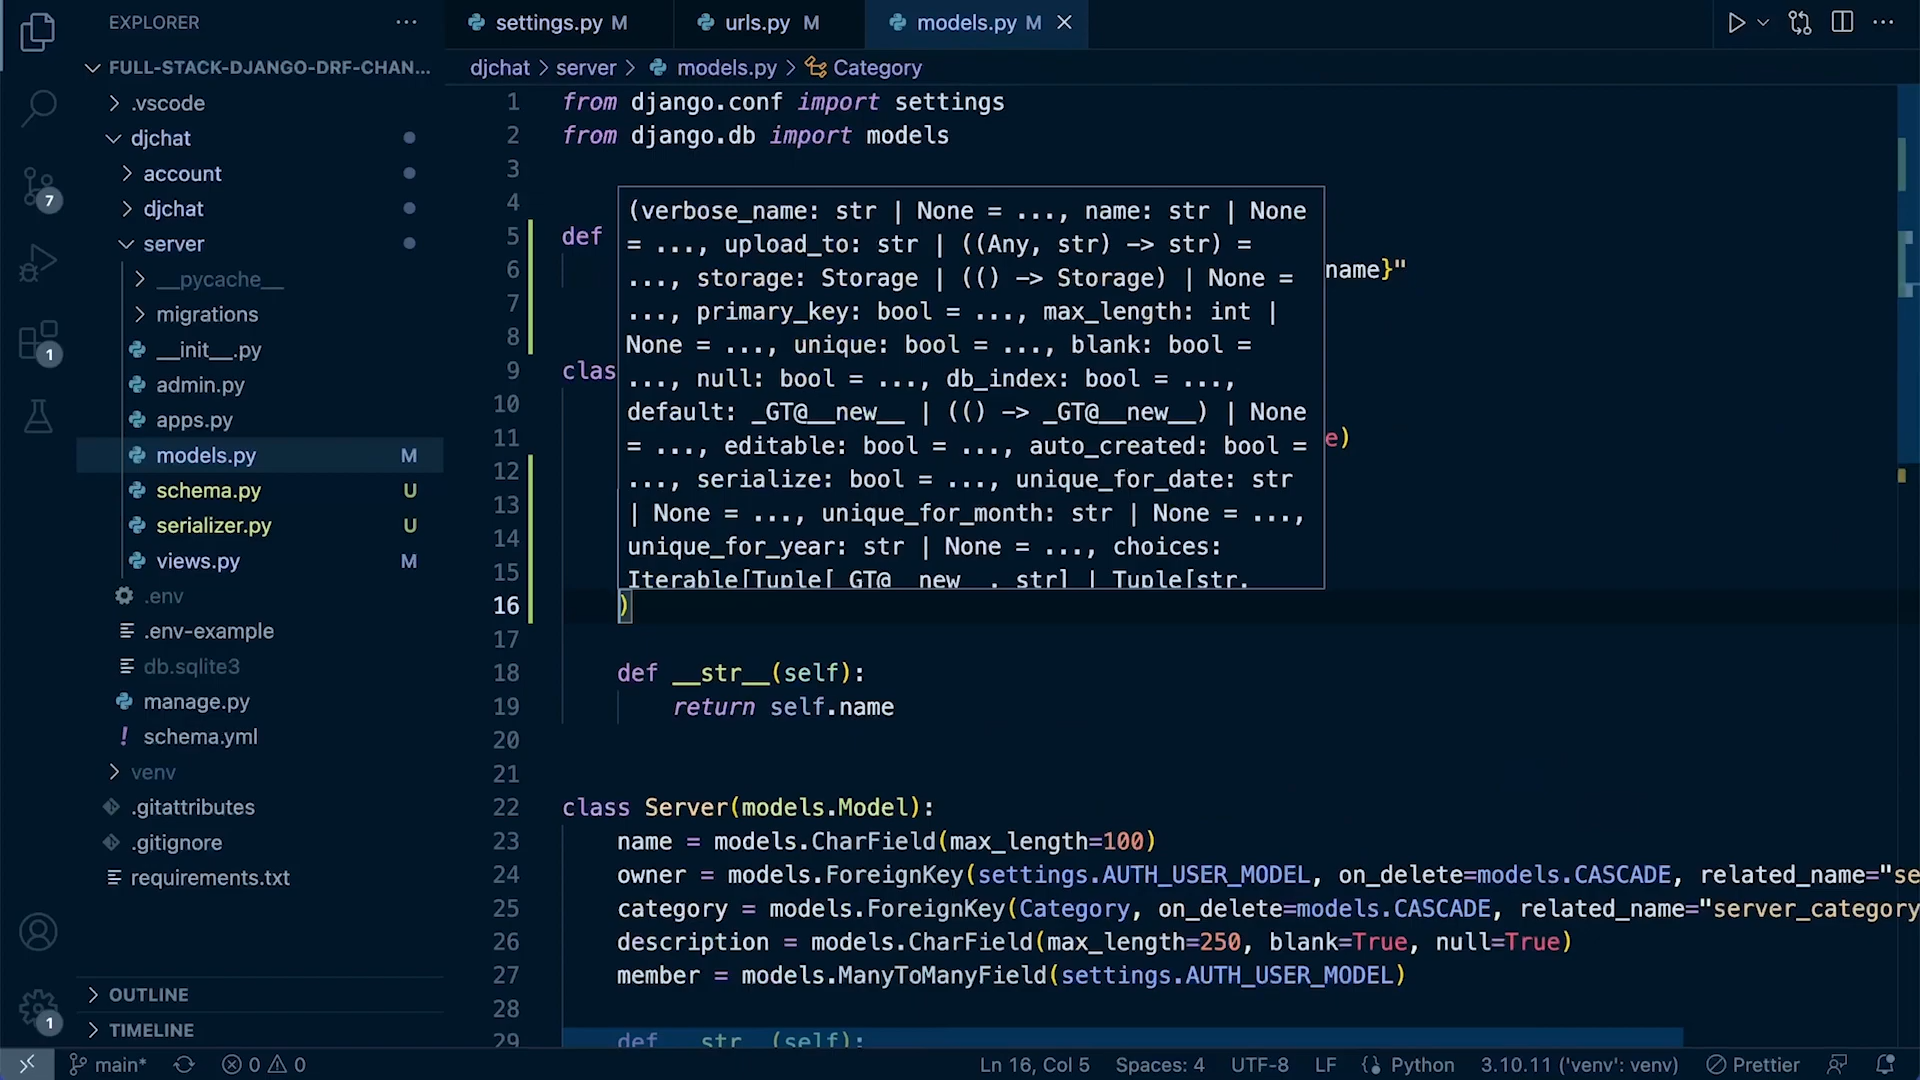 EXPLORER
settings.py M
urls.py M
models.py M
FULL-STACK-DJANGO-DRF-CHAN...
djchat > server > models.py > Category
.vscode
djchat
account
djchat
server
__pycache__
migrations
__init__.py
admin.py
apps.py
models.py M
schema.py U
serializer.py U
views.py M
.env
.env-example
db.sqlite3
manage.py
! schema.yml
venv
.gitattributes
.gitignore
requirements.txt
OUTLINE
TIMELINE
7
1
1
1 from django.conf import settings
2 from django.db import models
3
4
5 def
6 name}"
7
8
9 clas
10
11 e)
12
13
14
15
16 )
17
18 def __str__(self):
19 return self.name
20
21
22 class Server(models.Model):
23 name = models.CharField(max_length=100)
24 owner = models.ForeignKey(settings.AUTH_USER_MODEL, on_delete=models.CASCADE, related_name="se
25 category = models.ForeignKey(Category, on_delete=models.CASCADE, related_name="server_category
26 description = models.CharField(max_length=250, blank=True, null=True)
27 member = models.ManyToManyField(settings.AUTH_USER_MODEL)
28
29 def __str__(self):
(verbose_name: str | None = ..., name: str | None
= ..., upload_to: str | ((Any, str) -> str) =
..., storage: Storage | (() -> Storage) | None =
..., primary_key: bool = ..., max_length: int |
None = ..., unique: bool = ..., blank: bool =
..., null: bool = ..., db_index: bool = ...,
default: _GT@__new__ | (() -> _GT@__new__) | None
= ..., editable: bool = ..., auto_created: bool =
..., serialize: bool = ..., unique_for_date: str
| None = ..., unique_for_month: str | None = ...,
unique_for_year: str | None = ..., choices:
Iterable[Tuple[_GT@__new__, str] | Tuple[str,
main* 0 0
Ln 16, Col 5 Spaces: 4 UTF-8 LF Python 3.10.11 ('venv': venv) Prettier